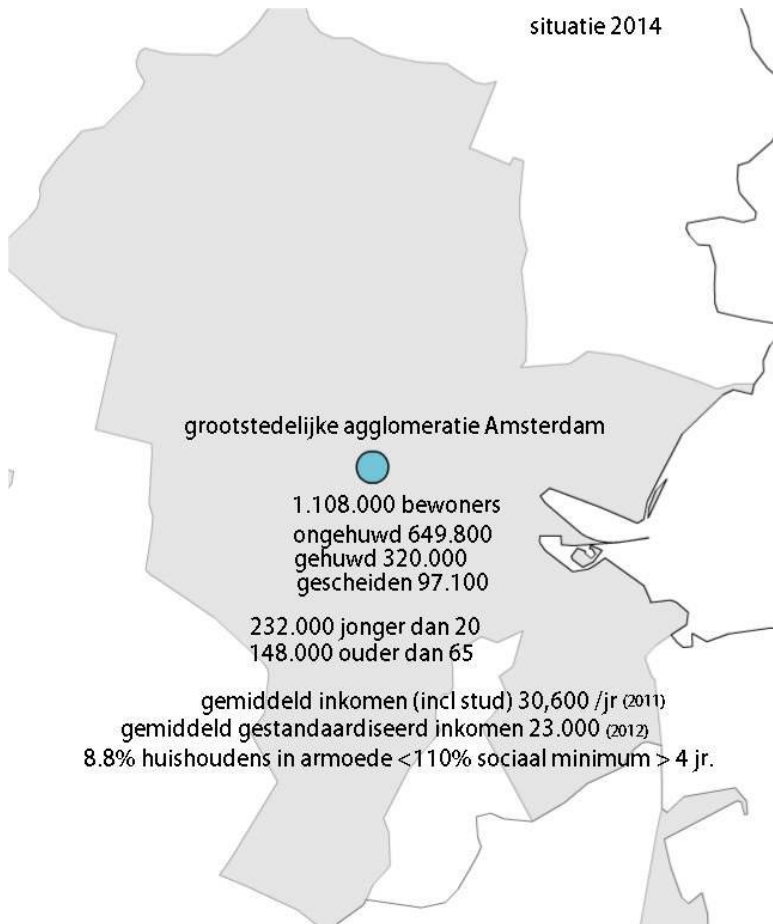 situatie 2014
grootstedelijke agglomeratie Amsterdam
1.108.000 bewoners
ongehuwd 649.800
gehuwd 320.000
gescheiden 97.100
232.000 jonger dan 20
148.000 ouder dan 65
gemiddeld inkomen (incl stud) 30,600 /jr (2011)
gemiddeld gestandaardiseerd inkomen 23.000 (2012)
8.8% huishoudens in armoede <110% sociaal minimum > 4 jr.